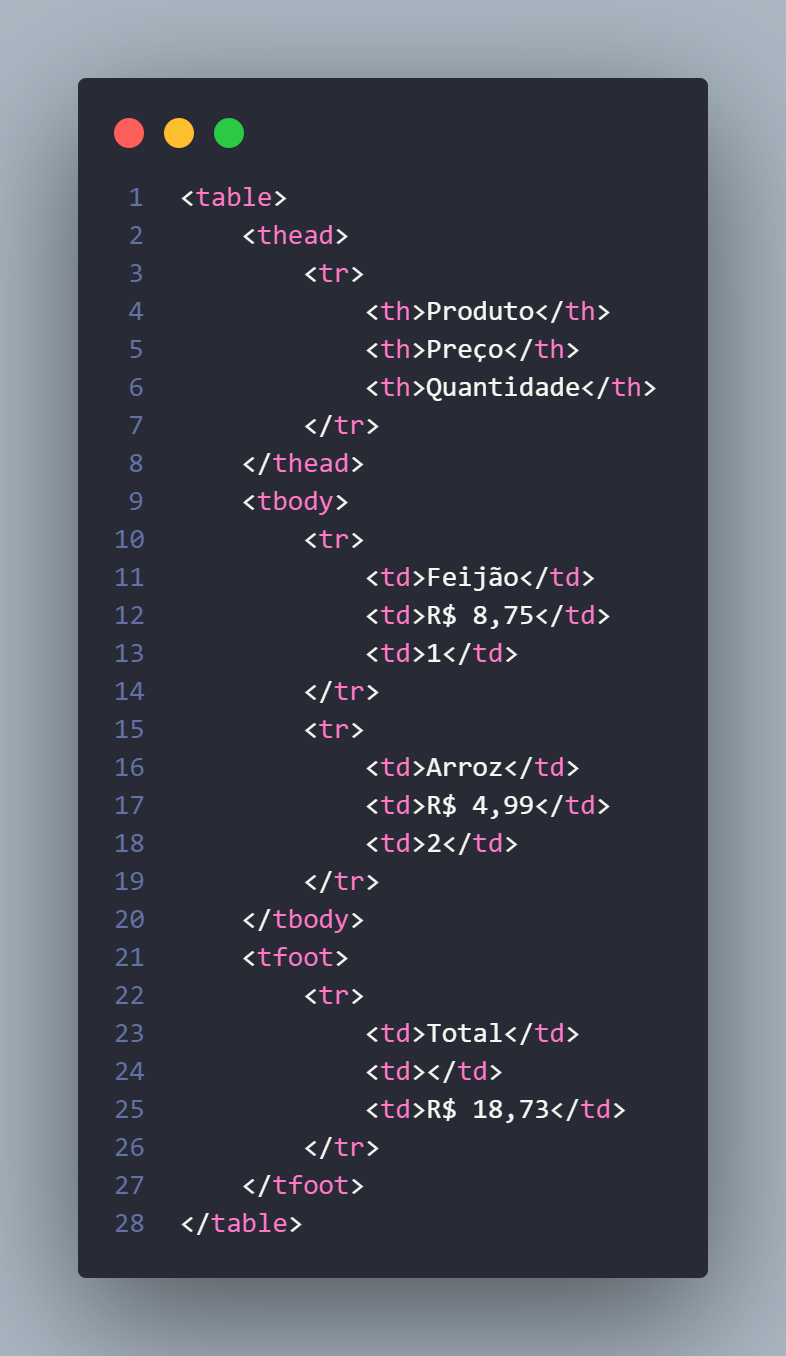 1 <table>
2     <thead>
3         <tr>
4             <th>Produto</th>
5             <th>Preço</th>
6             <th>Quantidade</th>
7         </tr>
8     </thead>
9     <tbody>
10         <tr>
11             <td>Feijão</td>
12             <td>R$ 8,75</td>
13             <td>1</td>
14         </tr>
15         <tr>
16             <td>Arroz</td>
17             <td>R$ 4,99</td>
18             <td>2</td>
19         </tr>
20     </tbody>
21     <tfoot>
22         <tr>
23             <td>Total</td>
24             <td></td>
25             <td>R$ 18,73</td>
26         </tr>
27     </tfoot>
28 </table>